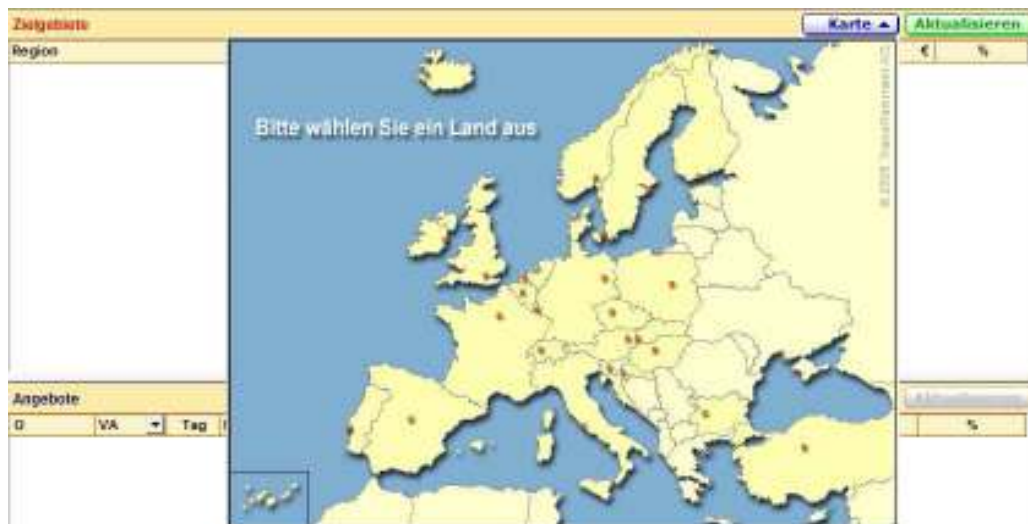 Zielgebiete
Karte ▲
Aktualisieren
Region
€ %
Bitte wählen Sie ein Land aus
Angebote
VA ▼ Tag
%